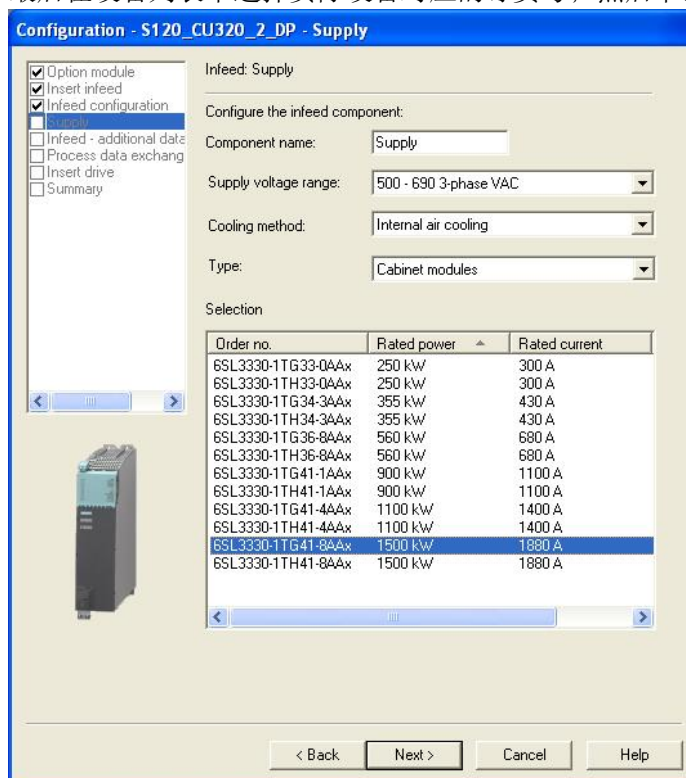 Configuration - S120_CU320_2_DP - Supply
Option module
Insert infeed
Infeed configuration
Supply
Infeed - additional data
Process data exchang
Insert drive
Summary
Infeed: Supply
Configure the infeed component:
Component name: Supply
Supply voltage range: 500 - 690 3-phase VAC
Cooling method: Internal air cooling
Type: Cabinet modules
Selection
Order no. Rated power Rated current
6SL3330-1TG33-0AAx 250 kW 300 A
6SL3330-1TH33-0AAx 250 kW 300 A
6SL3330-1TG34-3AAx 355 kW 430 A
6SL3330-1TH34-3AAx 355 kW 430 A
6SL3330-1TG36-8AAx 560 kW 680 A
6SL3330-1TH36-8AAx 560 kW 680 A
6SL3330-1TG41-1AAx 900 kW 1100 A
6SL3330-1TH41-1AAx 900 kW 1100 A
6SL3330-1TG41-4AAx 1100 kW 1400 A
6SL3330-1TH41-4AAx 1100 kW 1400 A
6SL3330-1TG41-8AAx 1500 kW 1880 A
6SL3330-1TH41-8AAx 1500 kW 1880 A
< Back Next > Cancel Help